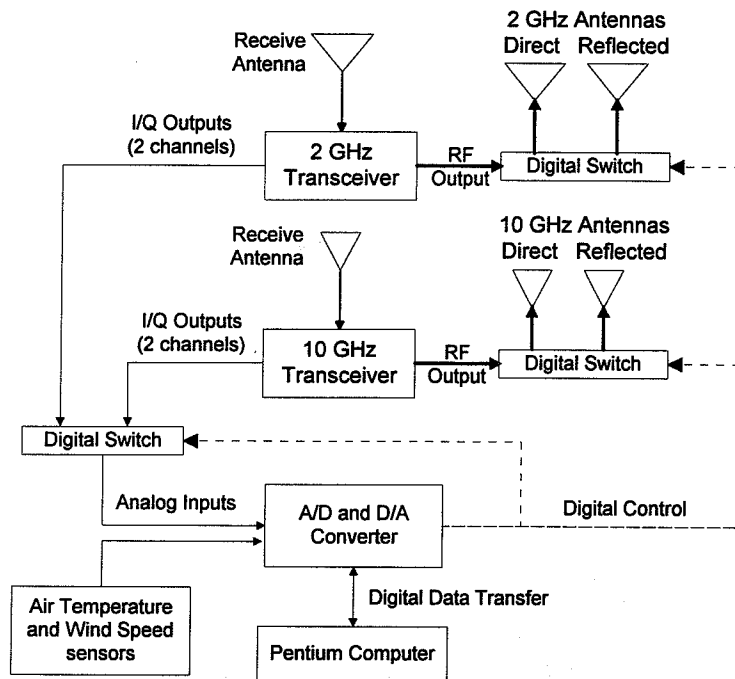 2 GHz Antennas
Direct Reflected
Receive
Antenna
I/Q Outputs
(2 channels)
2 GHz
Transceiver
RF
Output
Digital Switch
10 GHz Antennas
Direct Reflected
Receive
Antenna
I/Q Outputs
(2 channels)
10 GHz
Transceiver
RF
Output
Digital Switch
Digital Switch
Analog Inputs
A/D and D/A
Converter
Digital Control
Air Temperature
and Wind Speed
sensors
Digital Data Transfer
Pentium Computer